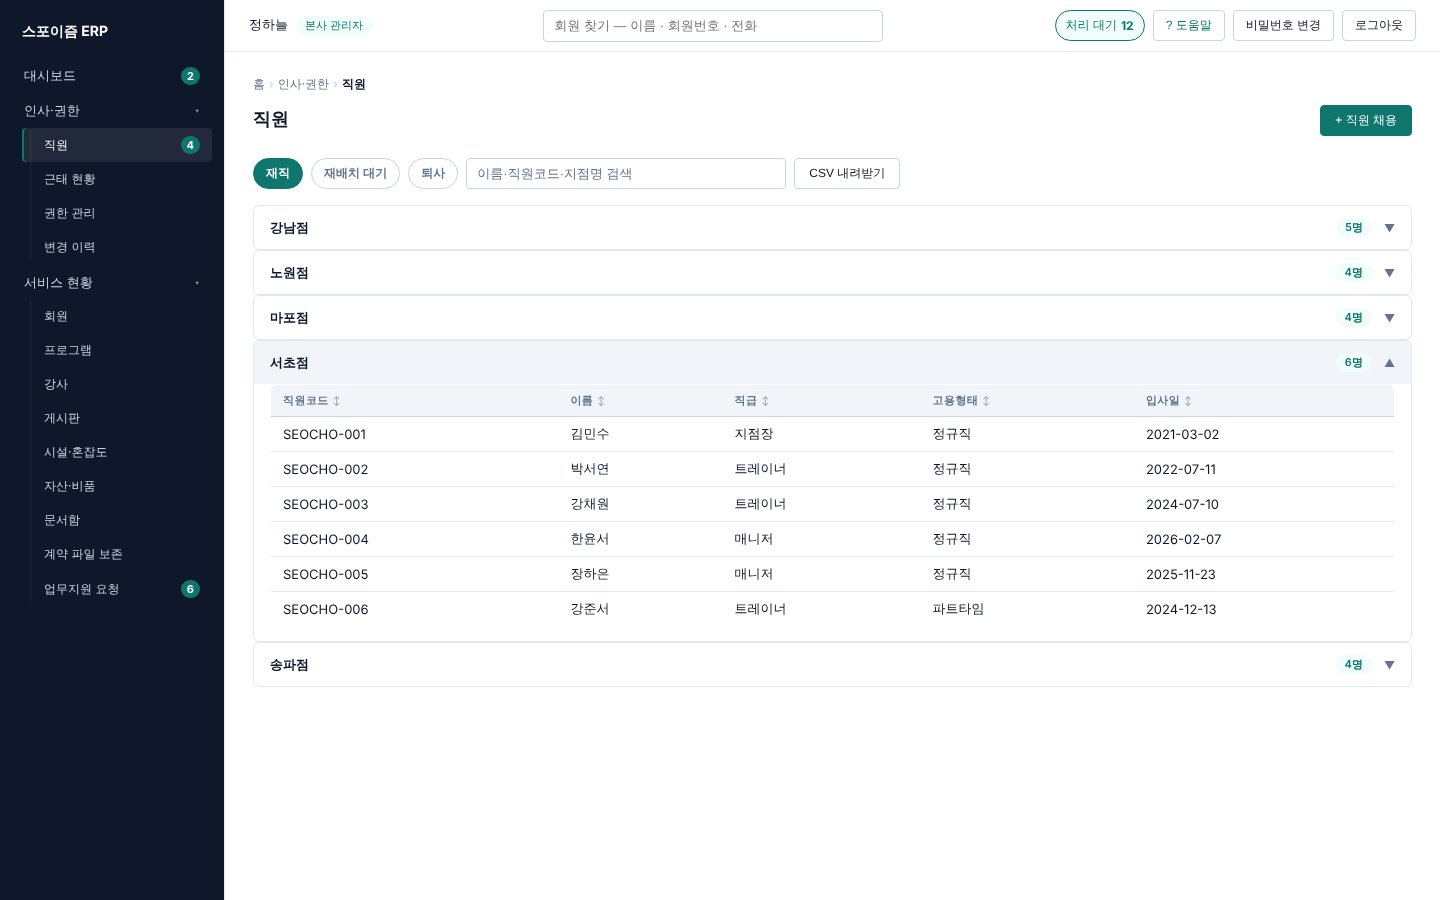 스포이즘 ERP
대시보드 2
인사·권한
직원 4
근태 현황
권한 관리
변경 이력
서비스 현황
회원
프로그램
강사
게시판
시설·혼잡도
자산·비품
문서함
계약 파일 보존
업무지원 요청 6
정하늘 본사 관리자 회원 찾기 — 이름 · 회원번호 · 전화 처리 대기 12 ? 도움말 비밀번호 변경 로그아웃
홈 › 인사·권한 › 직원
직원 + 직원 채용
재직 재배치 대기 퇴사 이름·직원코드·지점명 검색 CSV 내려받기
강남점 5명 ▼
노원점 4명 ▼
마포점 4명 ▼
서초점 6명 ▲
직원코드 ↕ 이름 ↕ 직급 ↕ 고용형태 ↕ 입사일 ↕
SEOCHO-001 김민수 지점장 정규직 2021-03-02
SEOCHO-002 박서연 트레이너 정규직 2022-07-11
SEOCHO-003 강채원 트레이너 정규직 2024-07-10
SEOCHO-004 한윤서 매니저 정규직 2026-02-07
SEOCHO-005 장하은 매니저 정규직 2025-11-23
SEOCHO-006 강준서 트레이너 파트타임 2024-12-13
송파점 4명 ▼